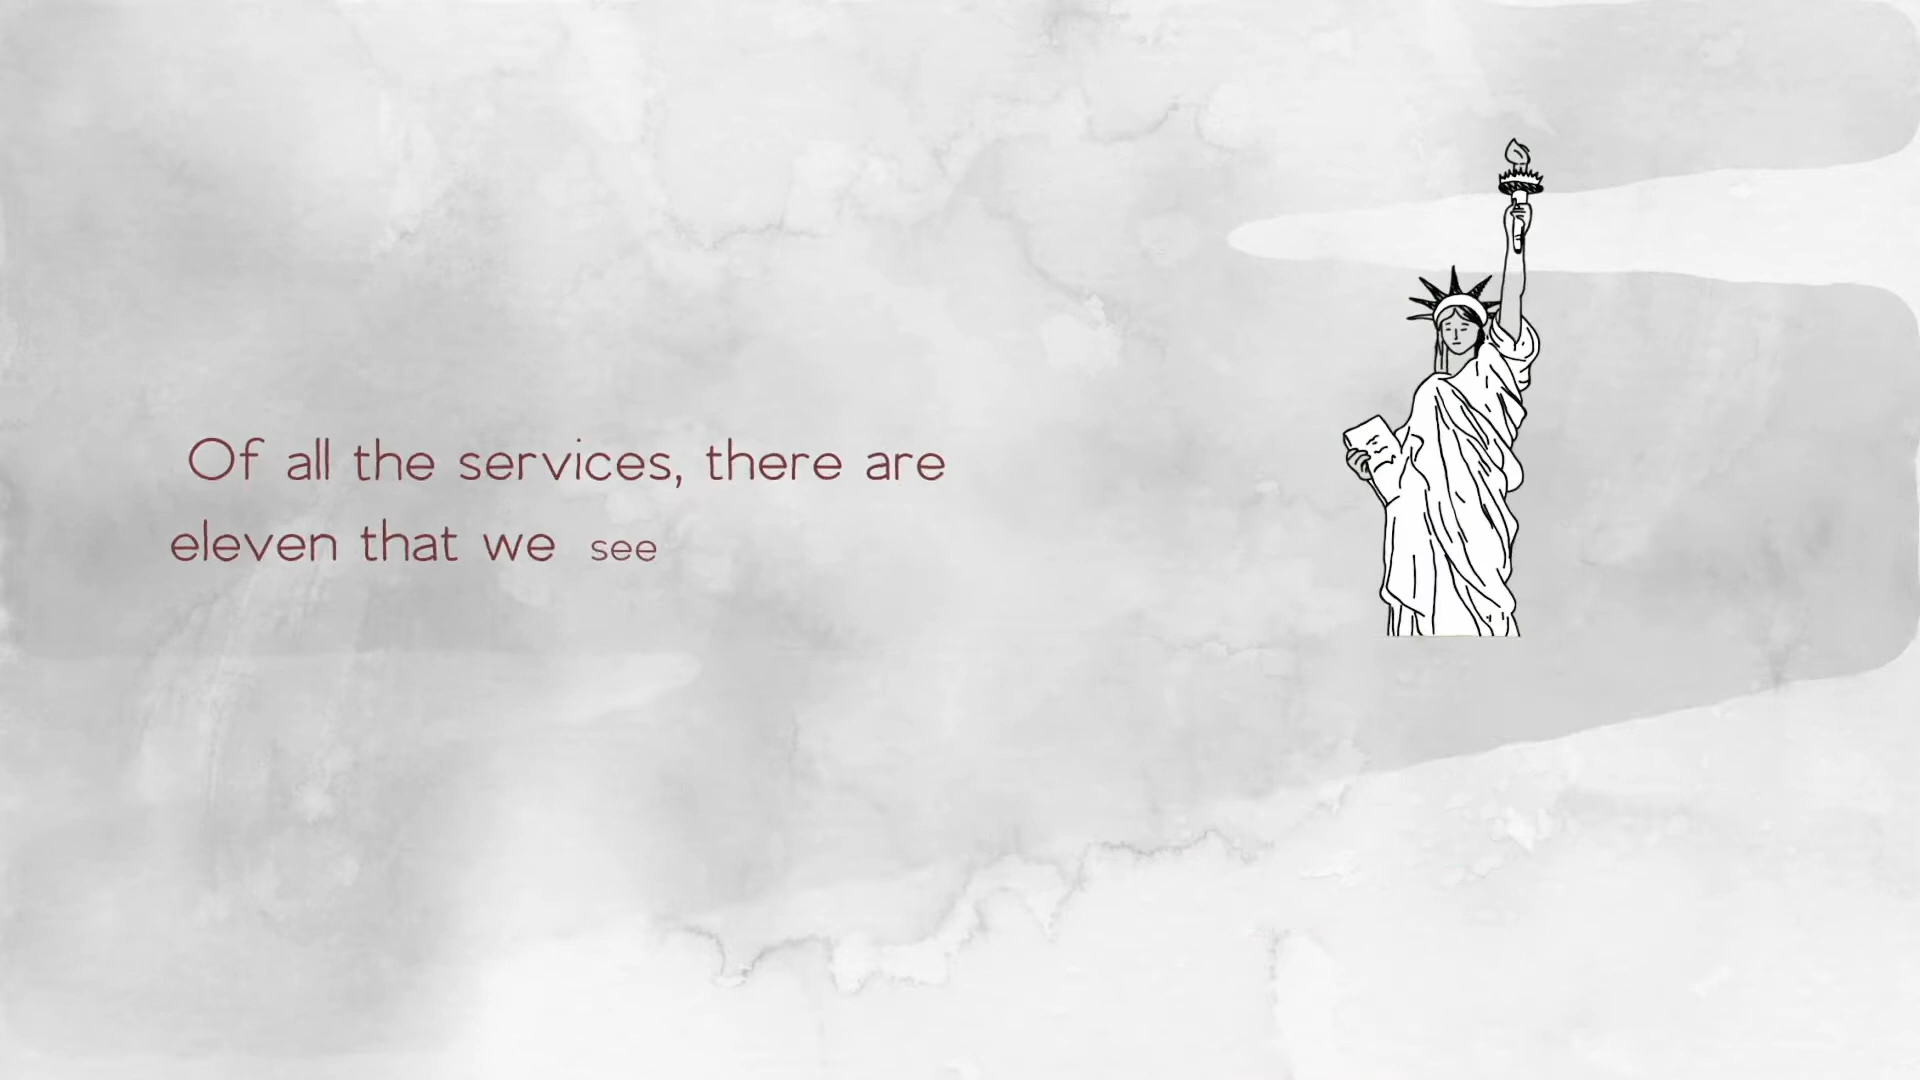 Of all the services, there are
eleven that we see